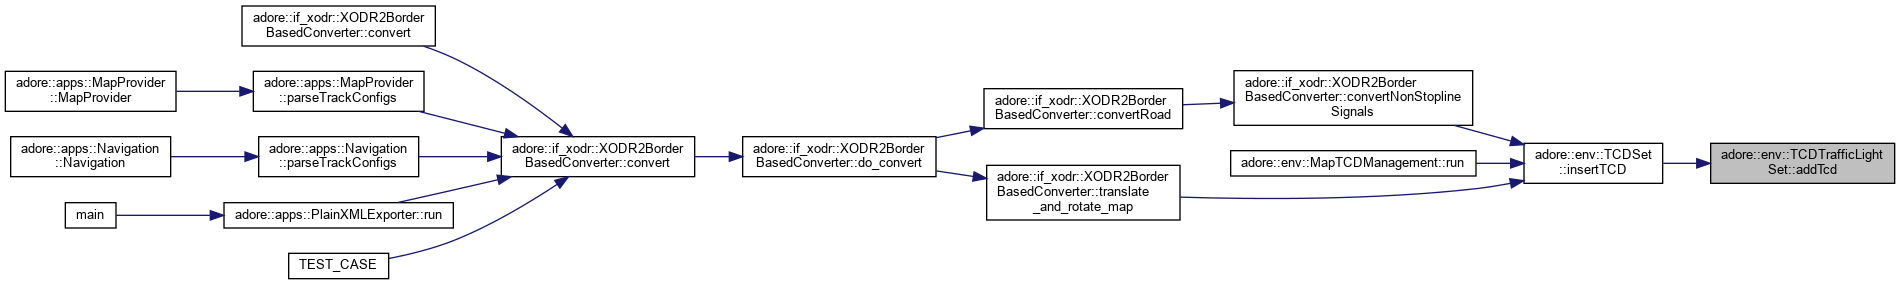 adore::if_xodr::XODR2Border
BasedConverter::convert
adore::apps::MapProvider
::MapProvider
adore::apps::MapProvider
::parseTrackConfigs
adore::apps::Navigation
::Navigation
adore::apps::Navigation
::parseTrackConfigs
main
adore::apps::PlainXMLExporter::run
TEST_CASE
adore::if_xodr::XODR2Border
BasedConverter::convert
adore::if_xodr::XODR2Border
BasedConverter::do_convert
adore::if_xodr::XODR2Border
BasedConverter::convertRoad
adore::if_xodr::XODR2Border
BasedConverter::translate
_and_rotate_map
adore::if_xodr::XODR2Border
BasedConverter::convertNonStopline
Signals
adore::env::MapTCDManagement::run
adore::env::TCDSet
::insertTCD
adore::env::TCDTrafficLight
Set::addTcd